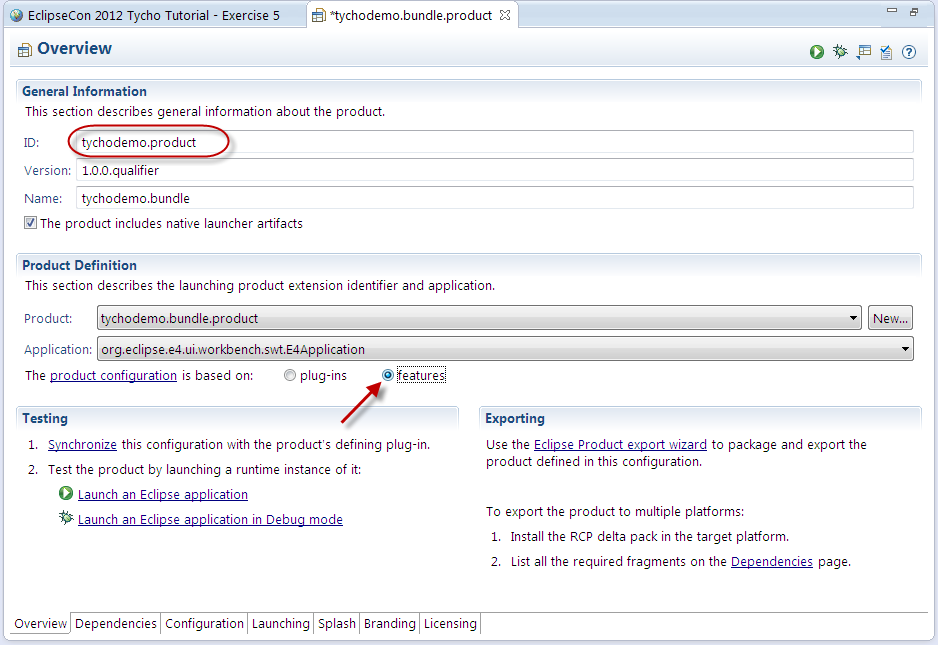 EclipseCon 2012 Tycho Tutorial - Exercise 5
*tychodemo.bundle.product
Overview
General Information
This section describes general information about the product.
ID: tychodemo.product
Version: 1.0.0.qualifier
Name: tychodemo.bundle
The product includes native launcher artifacts
Product Definition
This section describes the launching product extension identifier and application.
Product: tychodemo.bundle.product New...
Application: org.eclipse.e4.ui.workbench.swt.E4Application
The product configuration is based on: plug-ins features
Testing
1. Synchronize this configuration with the product's defining plug-in.
2. Test the product by launching a runtime instance of it:
Launch an Eclipse application
Launch an Eclipse application in Debug mode
Exporting
Use the Eclipse Product export wizard to package and export the
product defined in this configuration.
To export the product to multiple platforms:
1. Install the RCP delta pack in the target platform.
2. List all the required fragments on the Dependencies page.
Overview Dependencies Configuration Launching Splash Branding Licensing